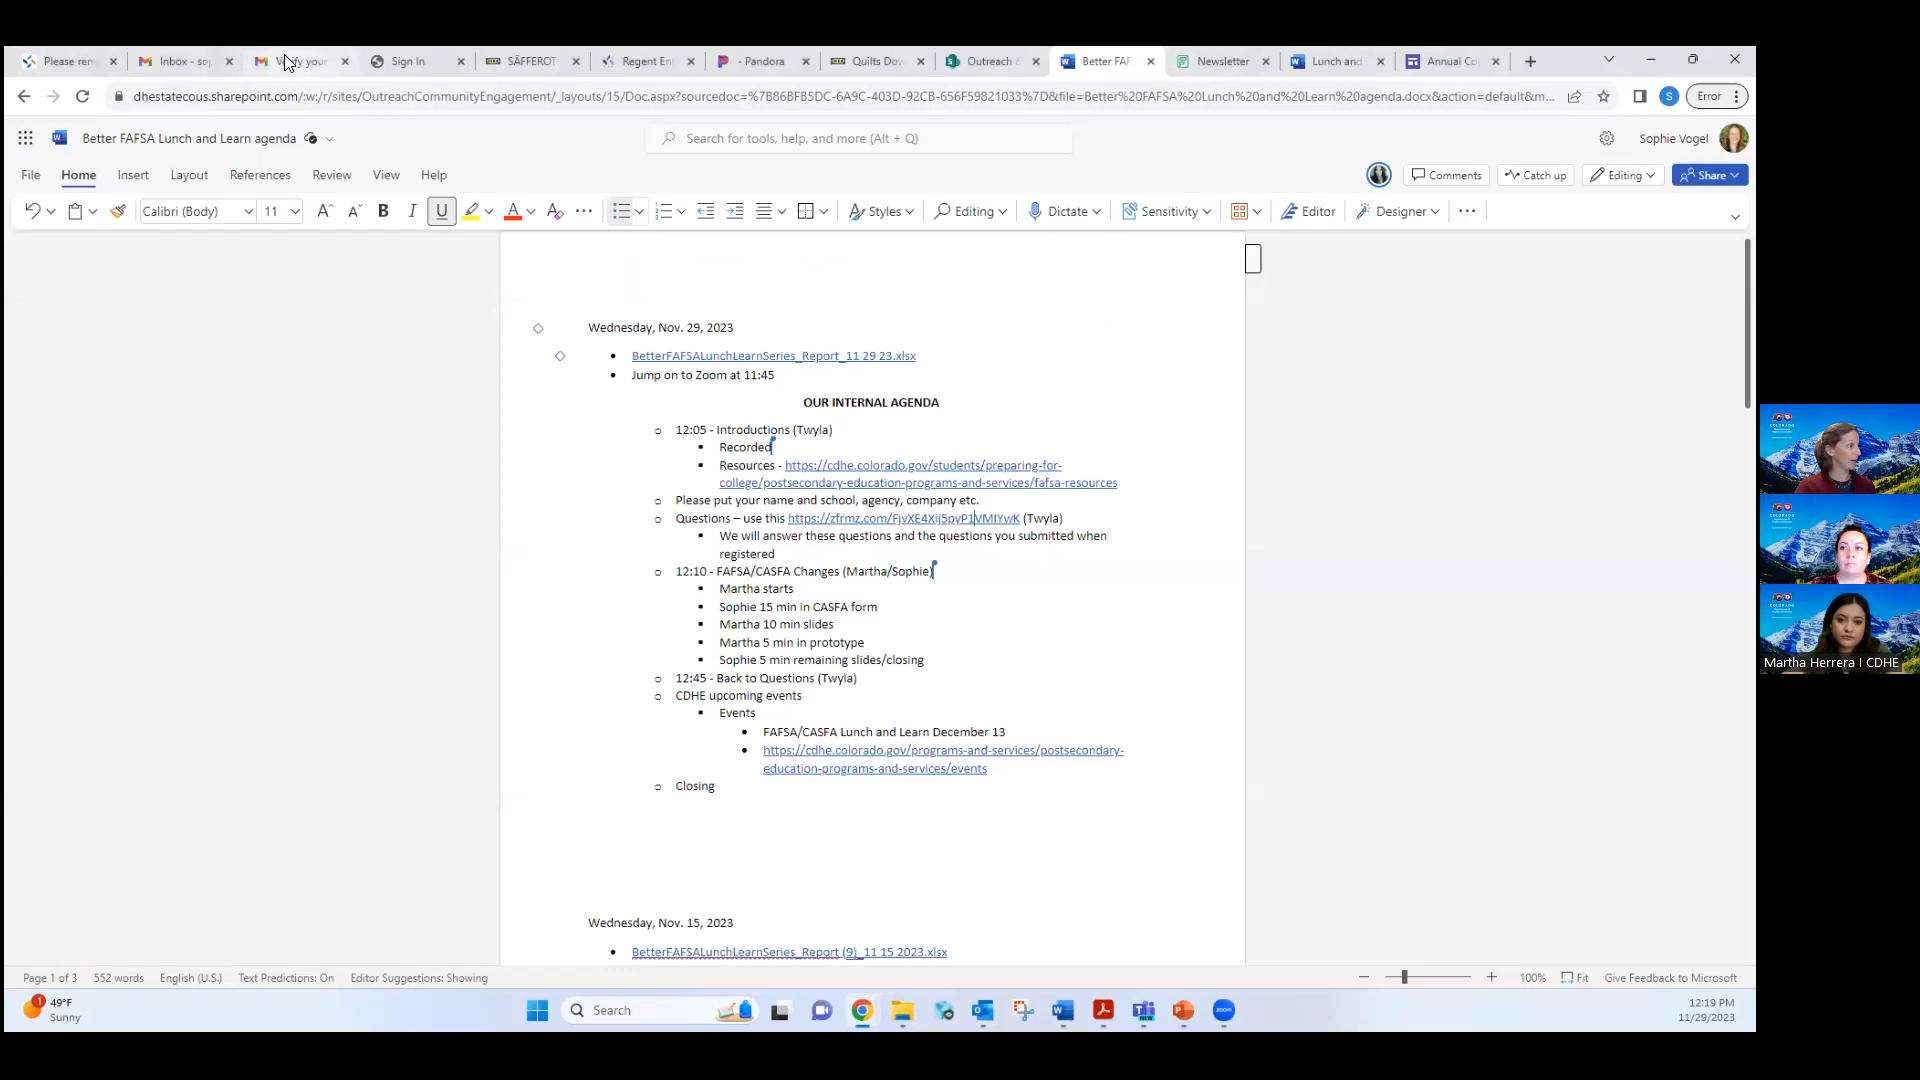 Please ren
Inbox - so
Verify your
Sign In
SÄFFEROT
Regent En
- Pandora
Quilts Dow
Outreach &
Better FAF
Newsletter
Lunch and
Annual Co
dhestatecous.sharepoint.com/:w:/r/sites/OutreachCommunityEngagement/_layouts/15/Doc.aspx?sourcedoc=%7B86BFB5DC-6A9C-403D-92CB-656F59821033%7D&file=Better%20FAFSA%20Lunch%20and%20Learn%20agenda.docx&action=default&m...
S
Error
Better FAFSA Lunch and Learn agenda
Search for tools, help, and more (Alt + Q)
Sophie Vogel
File Home Insert Layout References Review View Help
Comments Catch up Editing Share
Calibri (Body) 11 B I U A Styles Editing Dictate Sensitivity Editor Designer
Wednesday, Nov. 29, 2023
• BetterFAFSALunchLearnSeries_Report_11 29 23.xlsx
• Jump on to Zoom at 11:45
OUR INTERNAL AGENDA
o 12:05 - Introductions (Twyla)
▪ Recorded
▪ Resources - https://cdhe.colorado.gov/students/preparing-for-
college/postsecondary-education-programs-and-services/fafsa-resources
o Please put your name and school, agency, company etc.
o Questions – use this https://zfrmz.com/FjvXE4Xij5pyP1VMIYwK (Twyla)
▪ We will answer these questions and the questions you submitted when
registered
o 12:10 - FAFSA/CASFA Changes (Martha/Sophie)
▪ Martha starts
▪ Sophie 15 min in CASFA form
▪ Martha 10 min slides
▪ Martha 5 min in prototype
▪ Sophie 5 min remaining slides/closing
o 12:45 - Back to Questions (Twyla)
o CDHE upcoming events
▪ Events
• FAFSA/CASFA Lunch and Learn December 13
• https://cdhe.colorado.gov/programs-and-services/postsecondary-
education-programs-and-services/events
o Closing
Wednesday, Nov. 15, 2023
• BetterFAFSALunchLearnSeries_Report (9)_11 15 2023.xlsx
COLORADO
COLORADO
COLORADO
Martha Herrera I CDHE
Page 1 of 3 552 words English (U.S.) Text Predictions: On Editor Suggestions: Showing
100% Fit Give Feedback to Microsoft
1
49°F
Sunny
Search
NEW
zoom
12:19 PM
11/29/2023